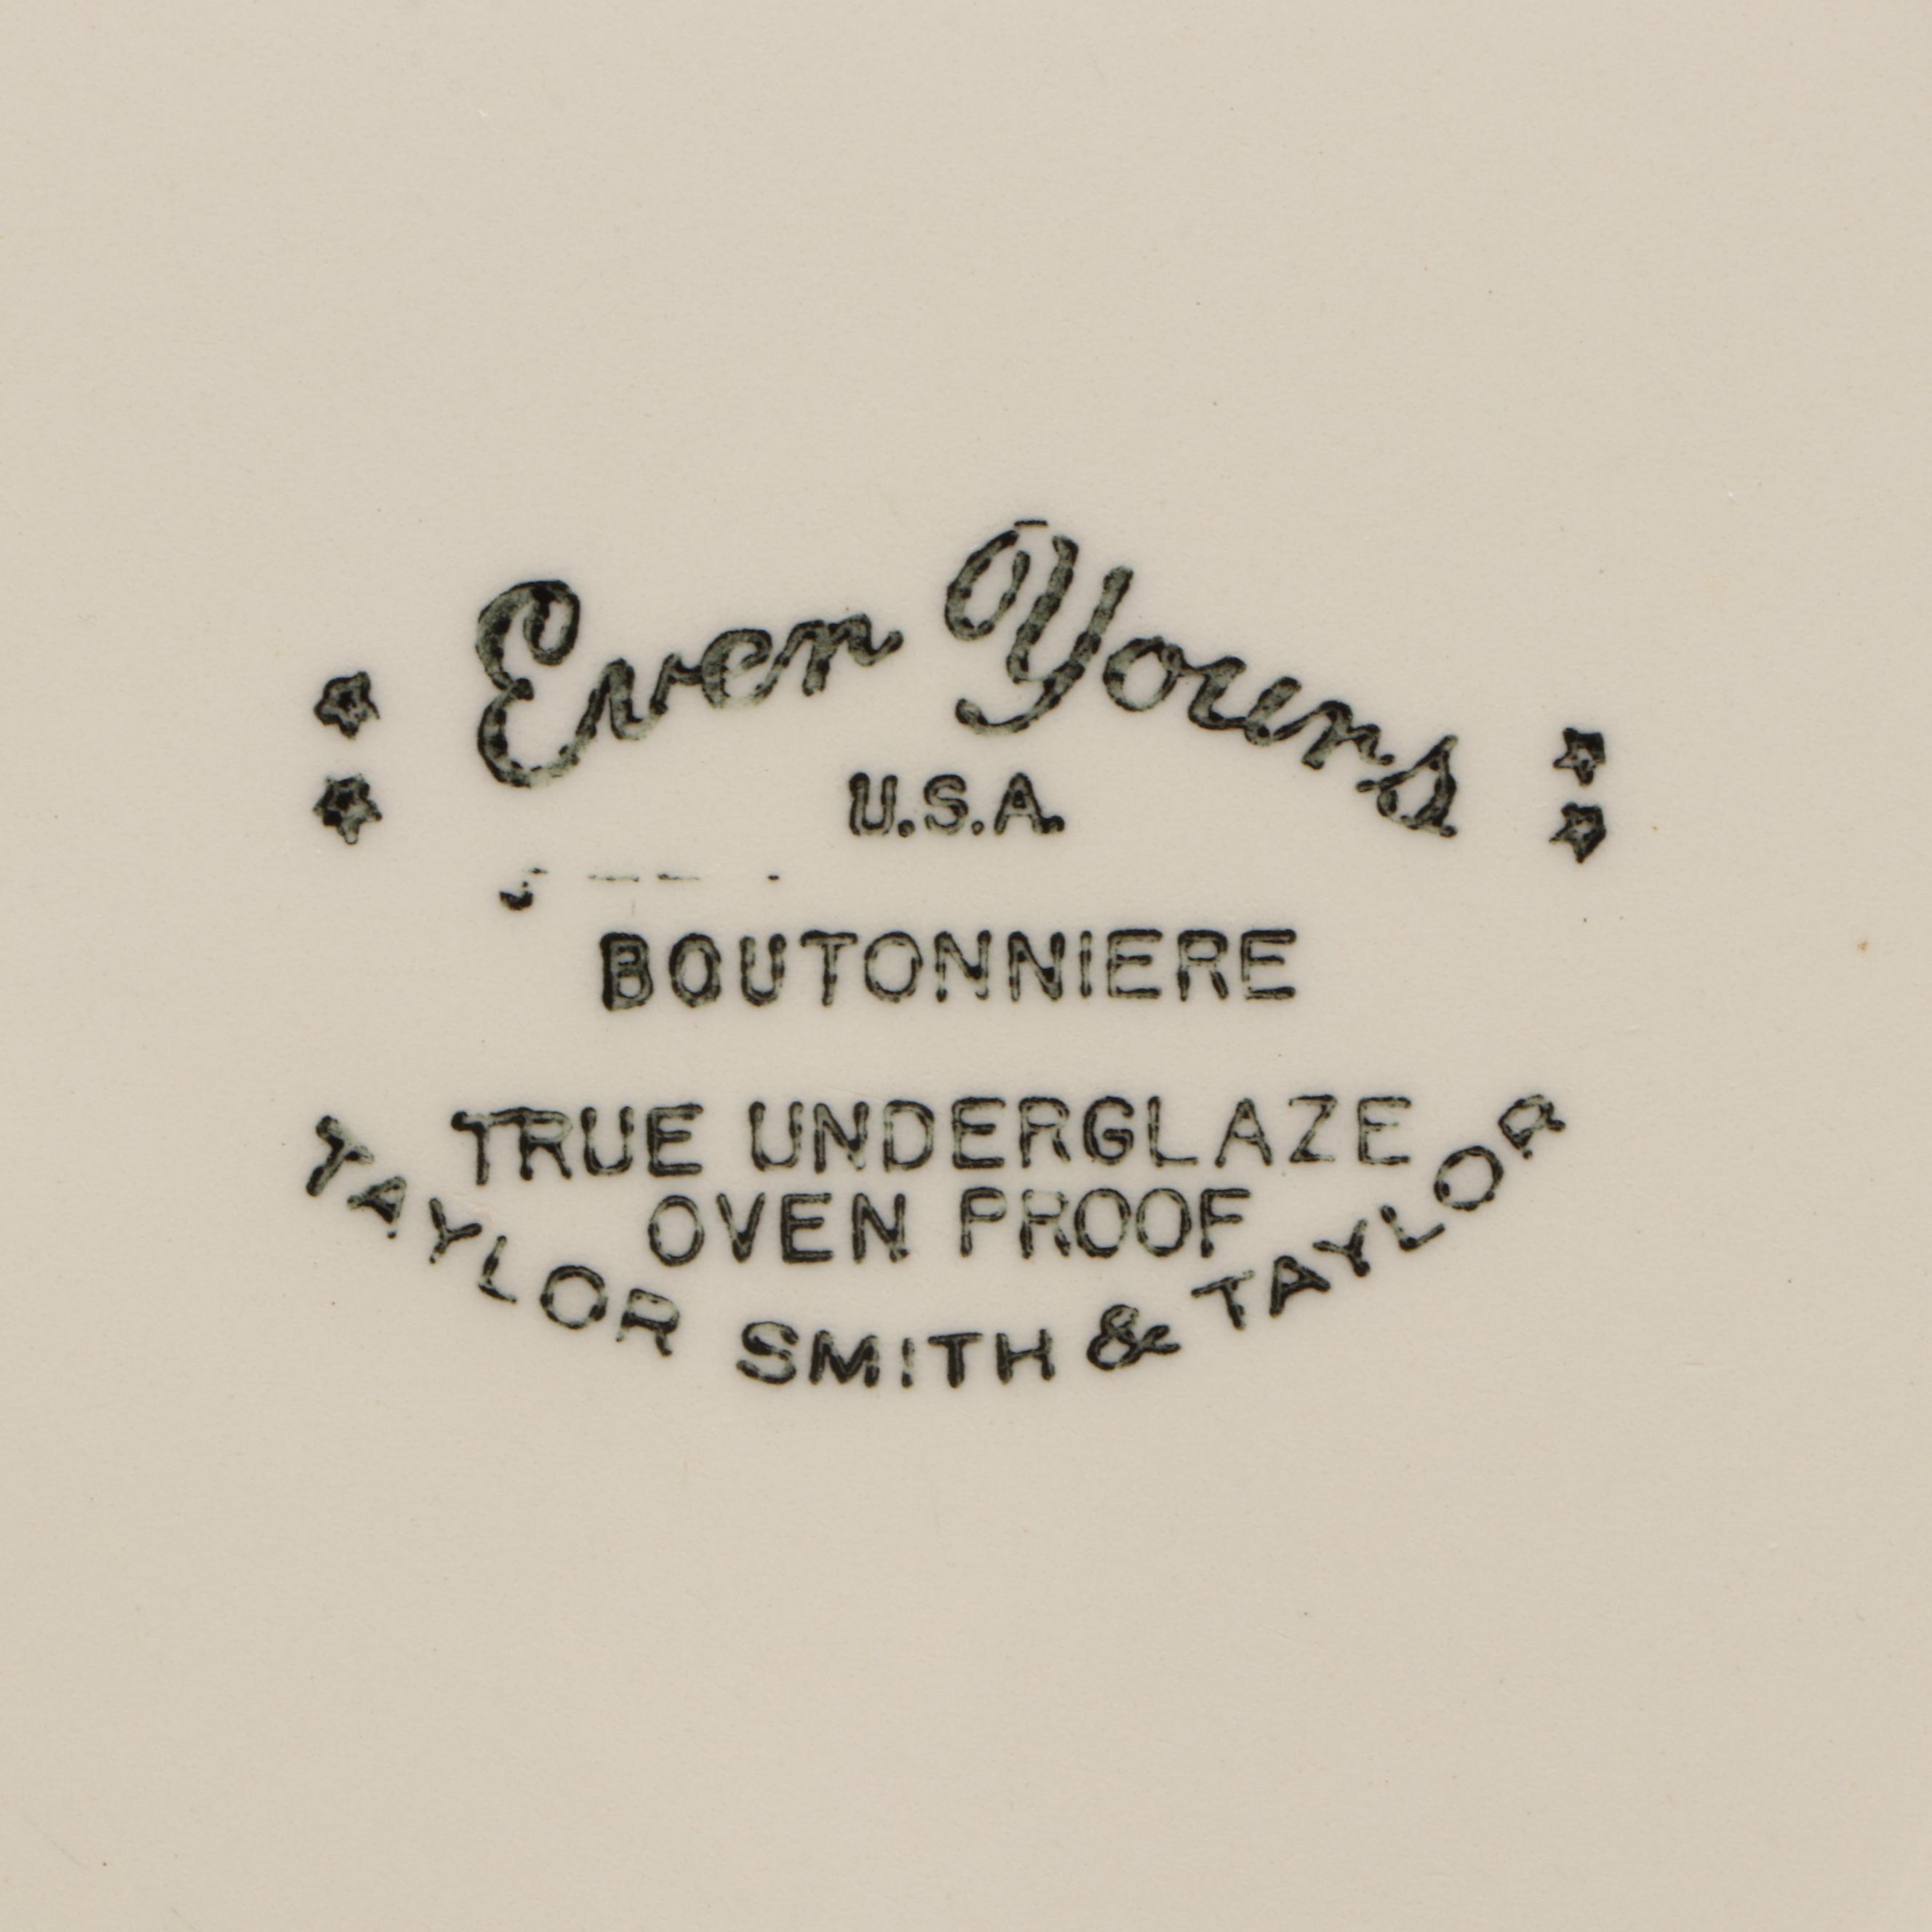 Ever Yours
U.S.A.
BOUTONNIERE
TRUE UNDERGLAZE
OVEN PROOF
TAYLOR SMITH & TAYLOR